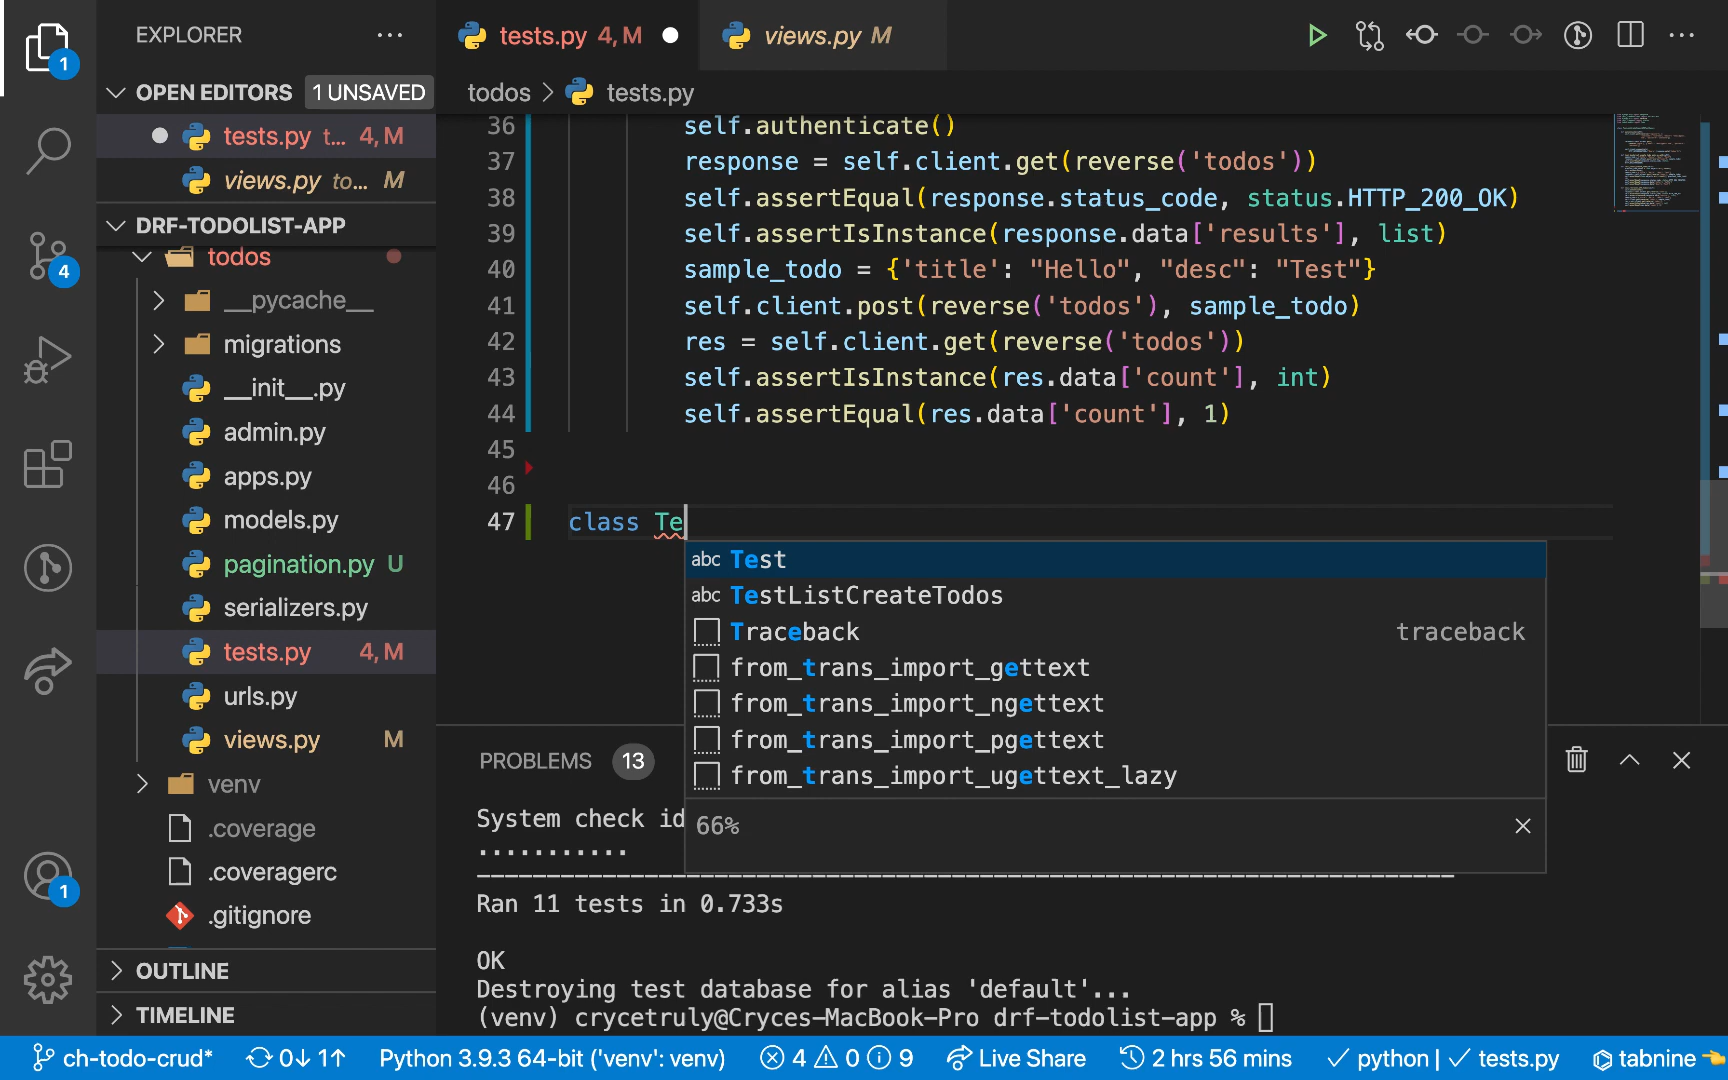 EXPLORER
OPEN EDITORS 1 UNSAVED
tests.py t... 4, M
views.py to... M
DRF-TODOLIST-APP
todos
__pycache__
migrations
__init__.py
admin.py
apps.py
models.py
pagination.py U
serializers.py
tests.py 4, M
urls.py
views.py M
venv
.coverage
.coveragerc
.gitignore
OUTLINE
TIMELINE
1
4
1
tests.py 4, M
views.py M
todos > tests.py
36 self.authenticate()
37 response = self.client.get(reverse('todos'))
38 self.assertEqual(response.status_code, status.HTTP_200_OK)
39 self.assertIsInstance(response.data['results'], list)
40 sample_todo = {'title': "Hello", "desc": "Test"}
41 self.client.post(reverse('todos'), sample_todo)
42 res = self.client.get(reverse('todos'))
43 self.assertIsInstance(res.data['count'], int)
44 self.assertEqual(res.data['count'], 1)
45
46
47 class Te
abc Test
abc TestListCreateTodos
Traceback traceback
from_trans_import_gettext
from_trans_import_ngettext
from_trans_import_pgettext
from_trans_import_ugettext_lazy
66%
PROBLEMS 13
System check id
...........
Ran 11 tests in 0.733s
OK
Destroying test database for alias 'default'...
(venv) crycetruly@Cryces-MacBook-Pro drf-todolist-app %
ch-todo-crud* 0↓ 1↑ Python 3.9.3 64-bit ('venv': venv) 4 0 9 Live Share 2 hrs 56 mins ✓ python | ✓ tests.py tabnine